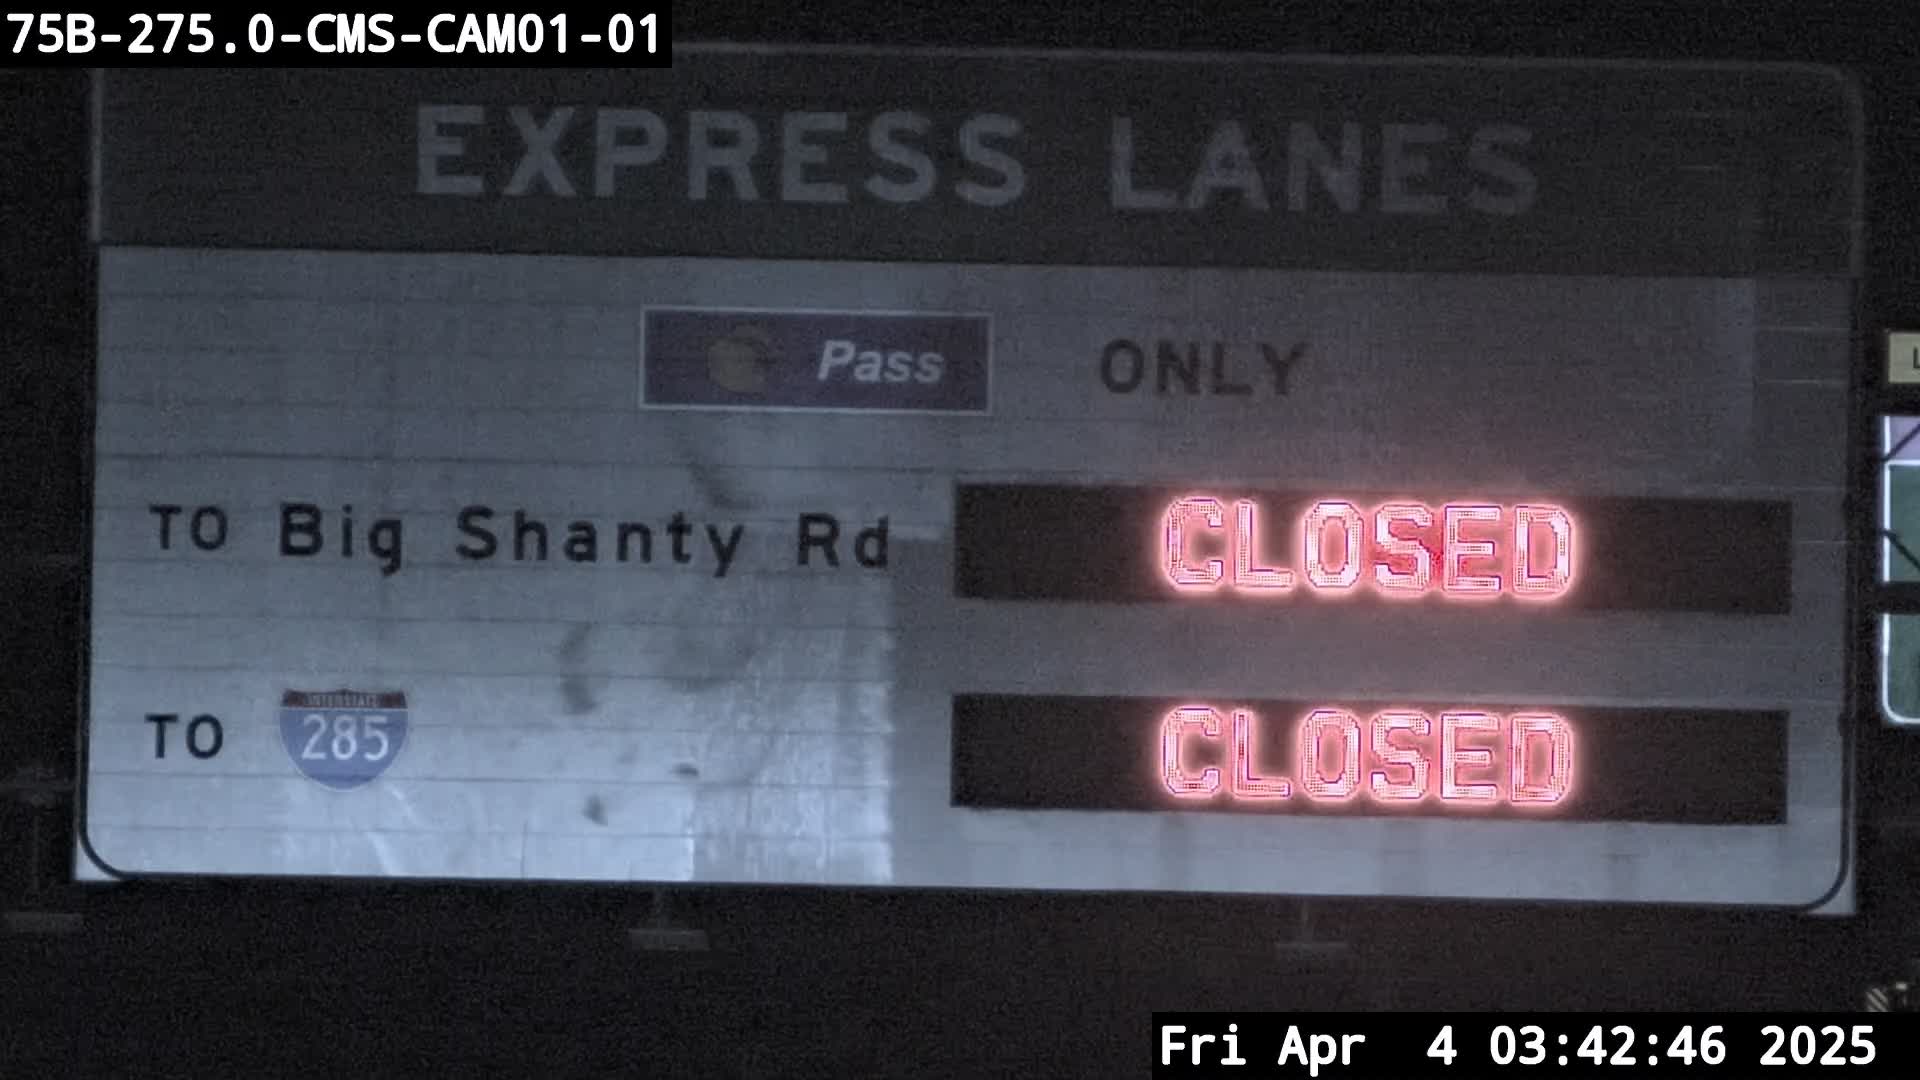 75B-275.0-CMS-CAM01-01
EXPRESS LANES
Pass ONLY
TO Big Shanty Rd CLOSED
TO INTERSTATE 285 CLOSED
L
Fri Apr 4 03:42:46 2025